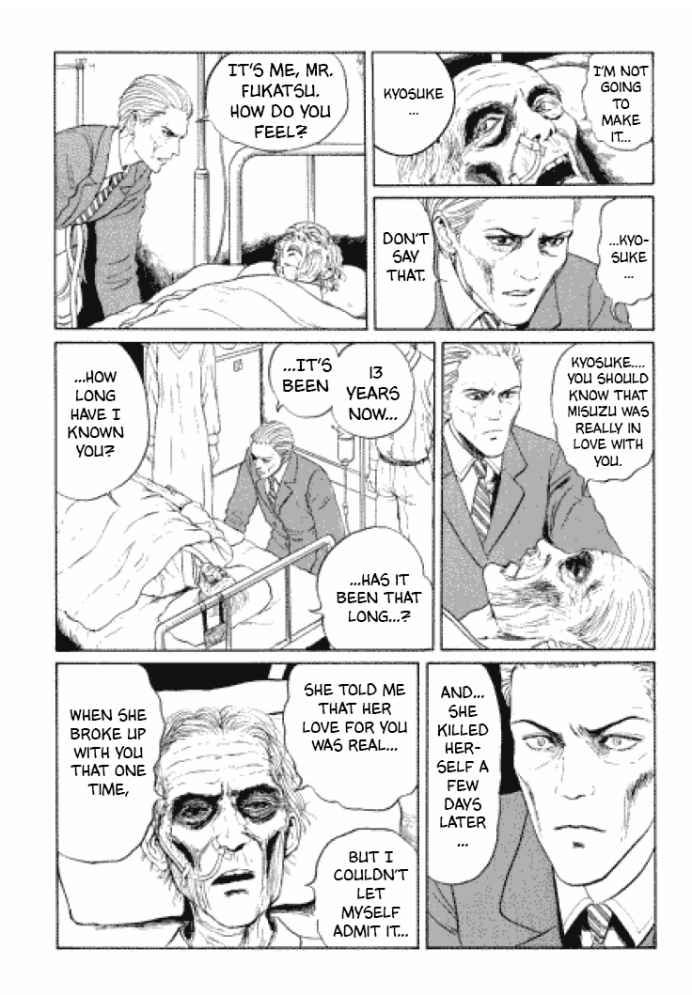 IT'S ME, MR.
FUKATSU.
HOW DO YOU
FEEL?
KYOSUKE
...
I'M NOT
GOING
TO
MAKE
IT...
...KYO-
SUKE
...
DON'T
SAY
THAT.
...HOW
LONG
HAVE I
KNOWN
YOU?
...IT'S
BEEN
13
YEARS
NOW...
...HAS IT
BEEN THAT
LONG...?
KYOSUKE....
YOU SHOULD
KNOW THAT
MISUZU WAS
REALLY IN
LOVE WITH
YOU.
WHEN SHE
BROKE UP
WITH YOU
THAT ONE
TIME,
SHE TOLD ME
THAT HER
LOVE FOR YOU
WAS REAL...
BUT I
COULDN'T
LET
MYSELF
ADMIT IT...
AND...
SHE
KILLED
HER-
SELF A
FEW
DAYS
LATER
...